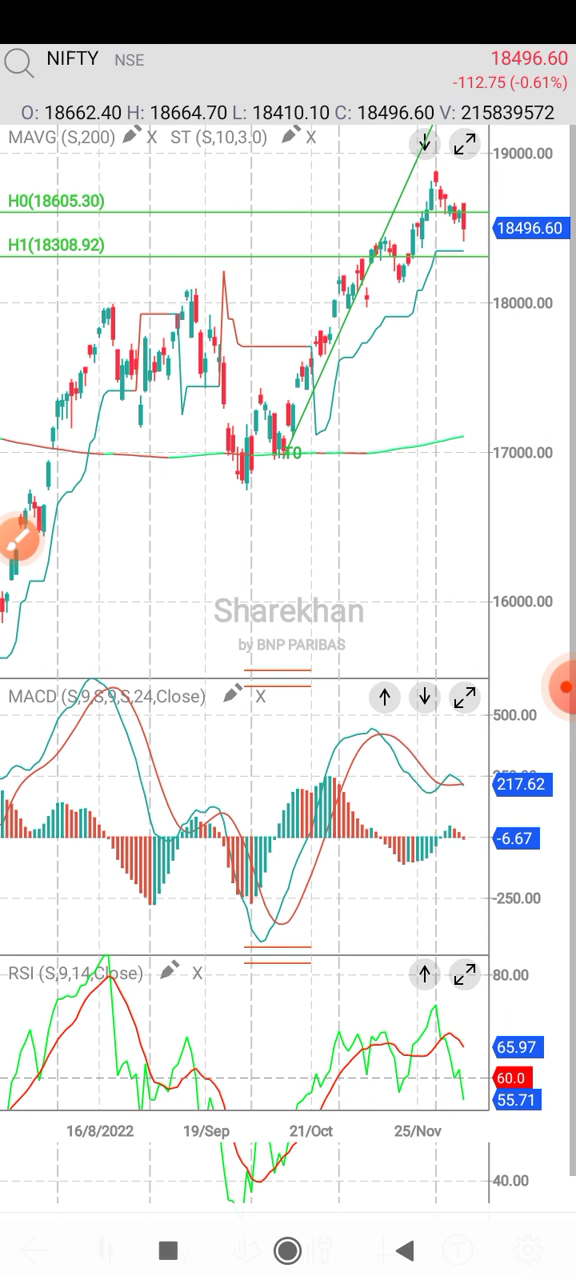 NIFTY NSE 18496.60
-112.75 (-0.61%)
O: 18662.40 H: 18664.70 L: 18410.10 C: 18496.60 V: 215839572
MAVG (S,200) X ST (S,10,3.0) X
19000.00
H0(18605.30)
18496.60
H1(18308.92)
18000.00
T0
17000.00
16000.00
Sharekhan
by BNP PARIBAS
MACD (S,9,S,9,S,24,Close) X
500.00
217.62
-6.67
-250.00
RSI (S,9,14,Close) X
80.00
65.97
60.0
55.71
16/8/2022 19/Sep 21/Oct 25/Nov
40.00